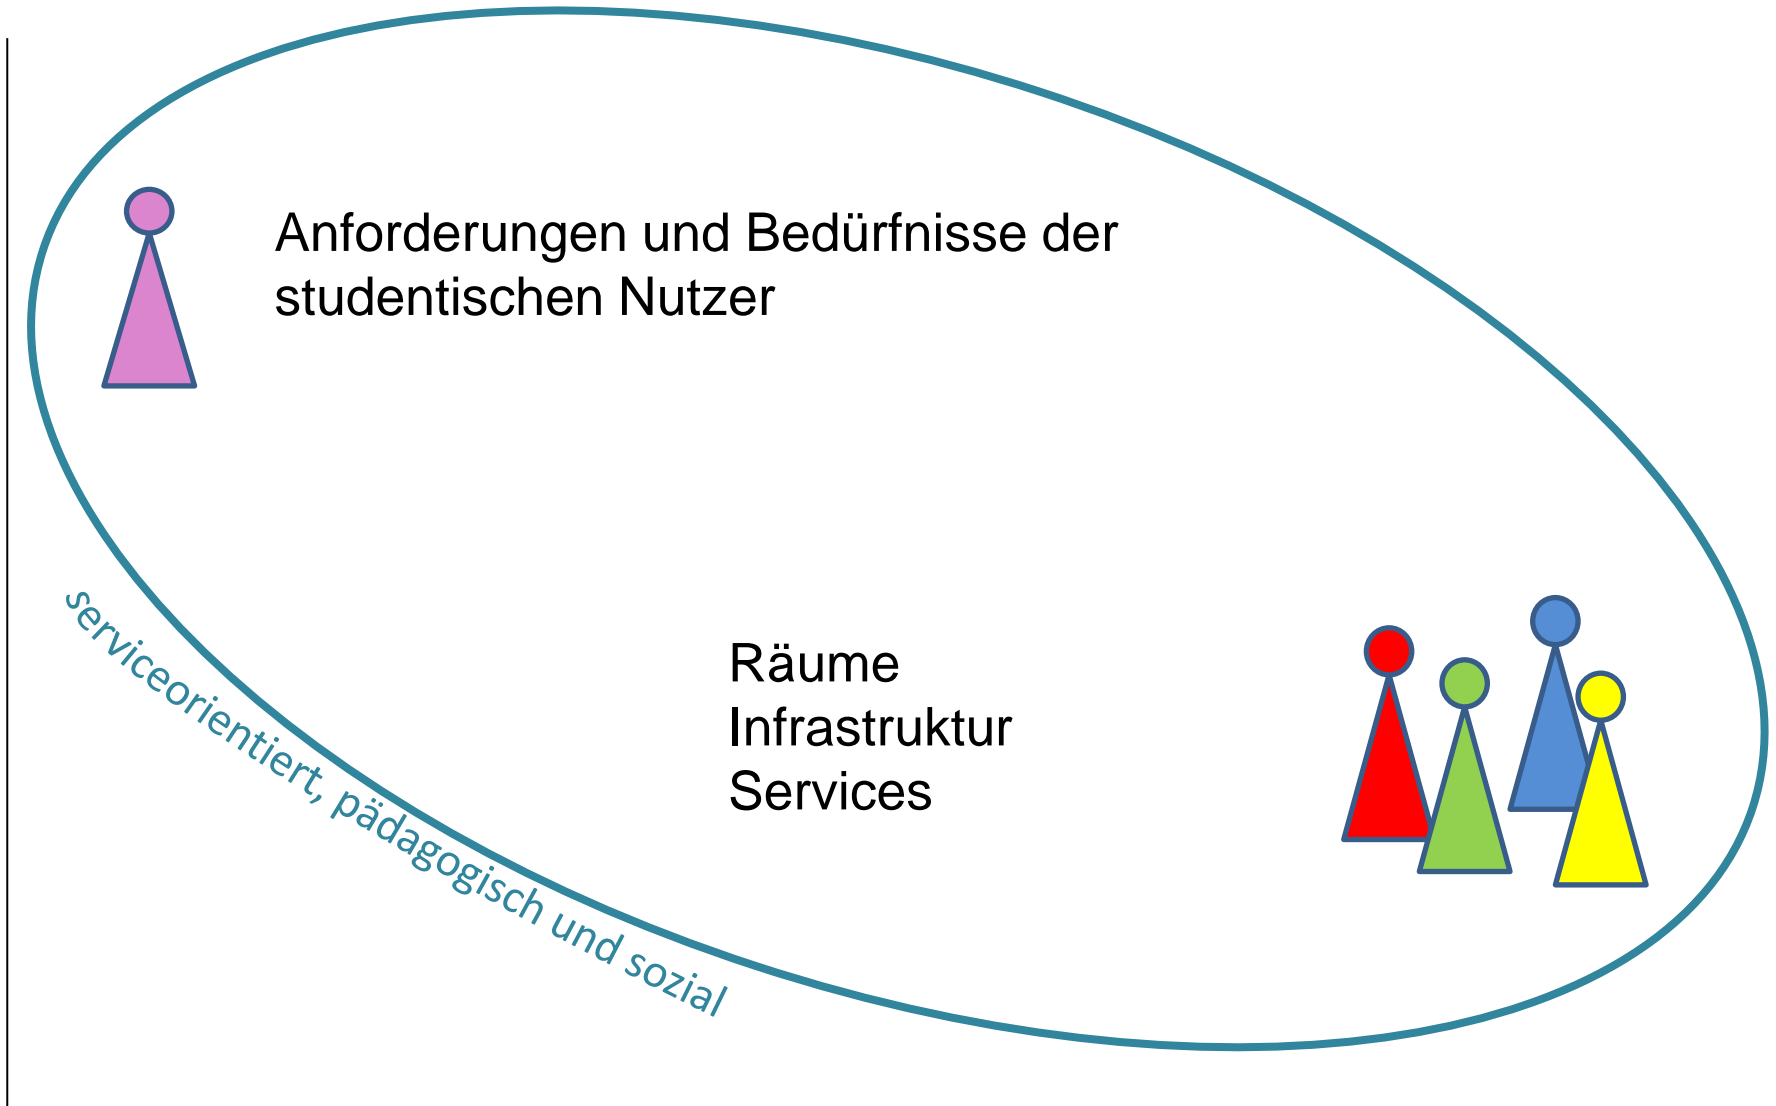 Anforderungen und Bedürfnisse der
studentischen Nutzer
Räume
Infrastruktur
Services
serviceorientiert, pädagogisch und sozial